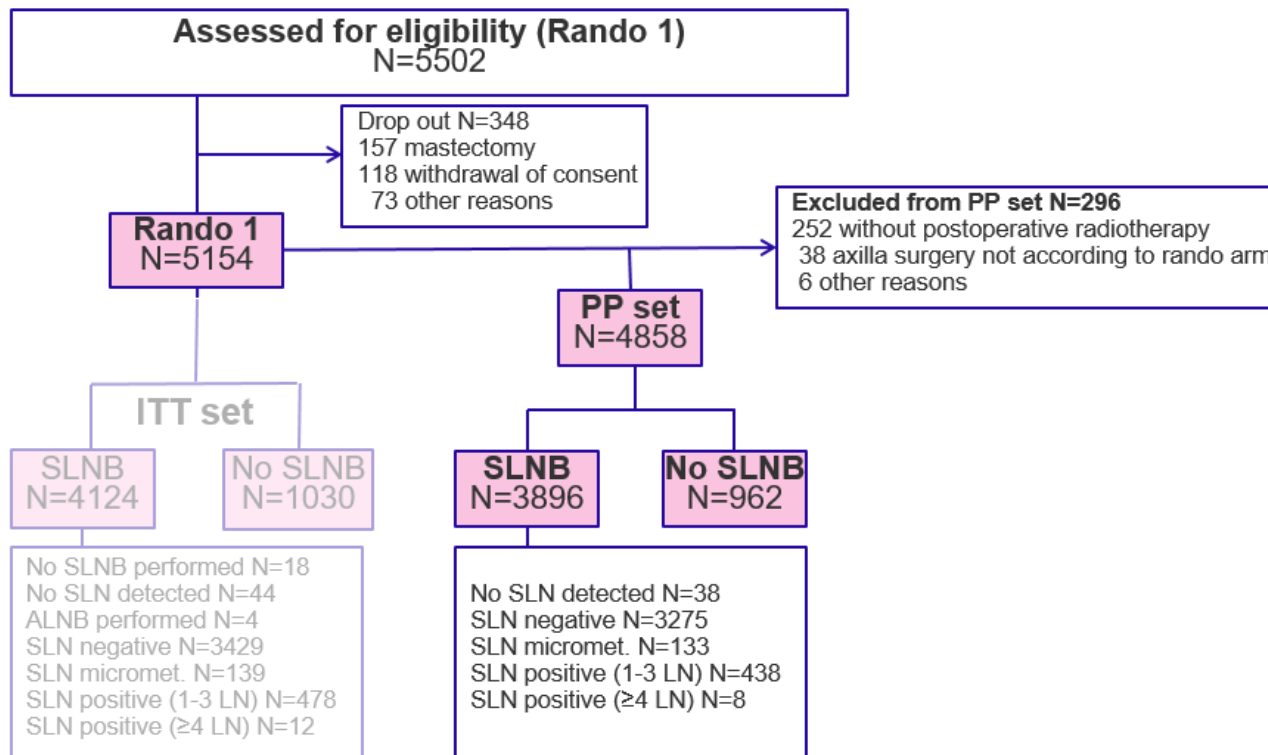 Assessed for eligibility (Rando 1)
N=5502
Drop out N=348
157 mastectomy
118 withdrawal of consent
73 other reasons
Rando 1
N=5154
Excluded from PP set N=296
252 without postoperative radiotherapy
38 axilla surgery not according to rando arm
6 other reasons
PP set
N=4858
ITT set
SLNB
N=4124
No SLNB
N=1030
SLNB
N=3896
No SLNB
N=962
No SLNB performed N=18
No SLN detected N=44
ALNB performed N=4
SLN negative N=3429
SLN micromet. N=139
SLN positive (1-3 LN) N=478
SLN positive (≥4 LN) N=12
No SLN detected N=38
SLN negative N=3275
SLN micromet. N=133
SLN positive (1-3 LN) N=438
SLN positive (≥4 LN) N=8